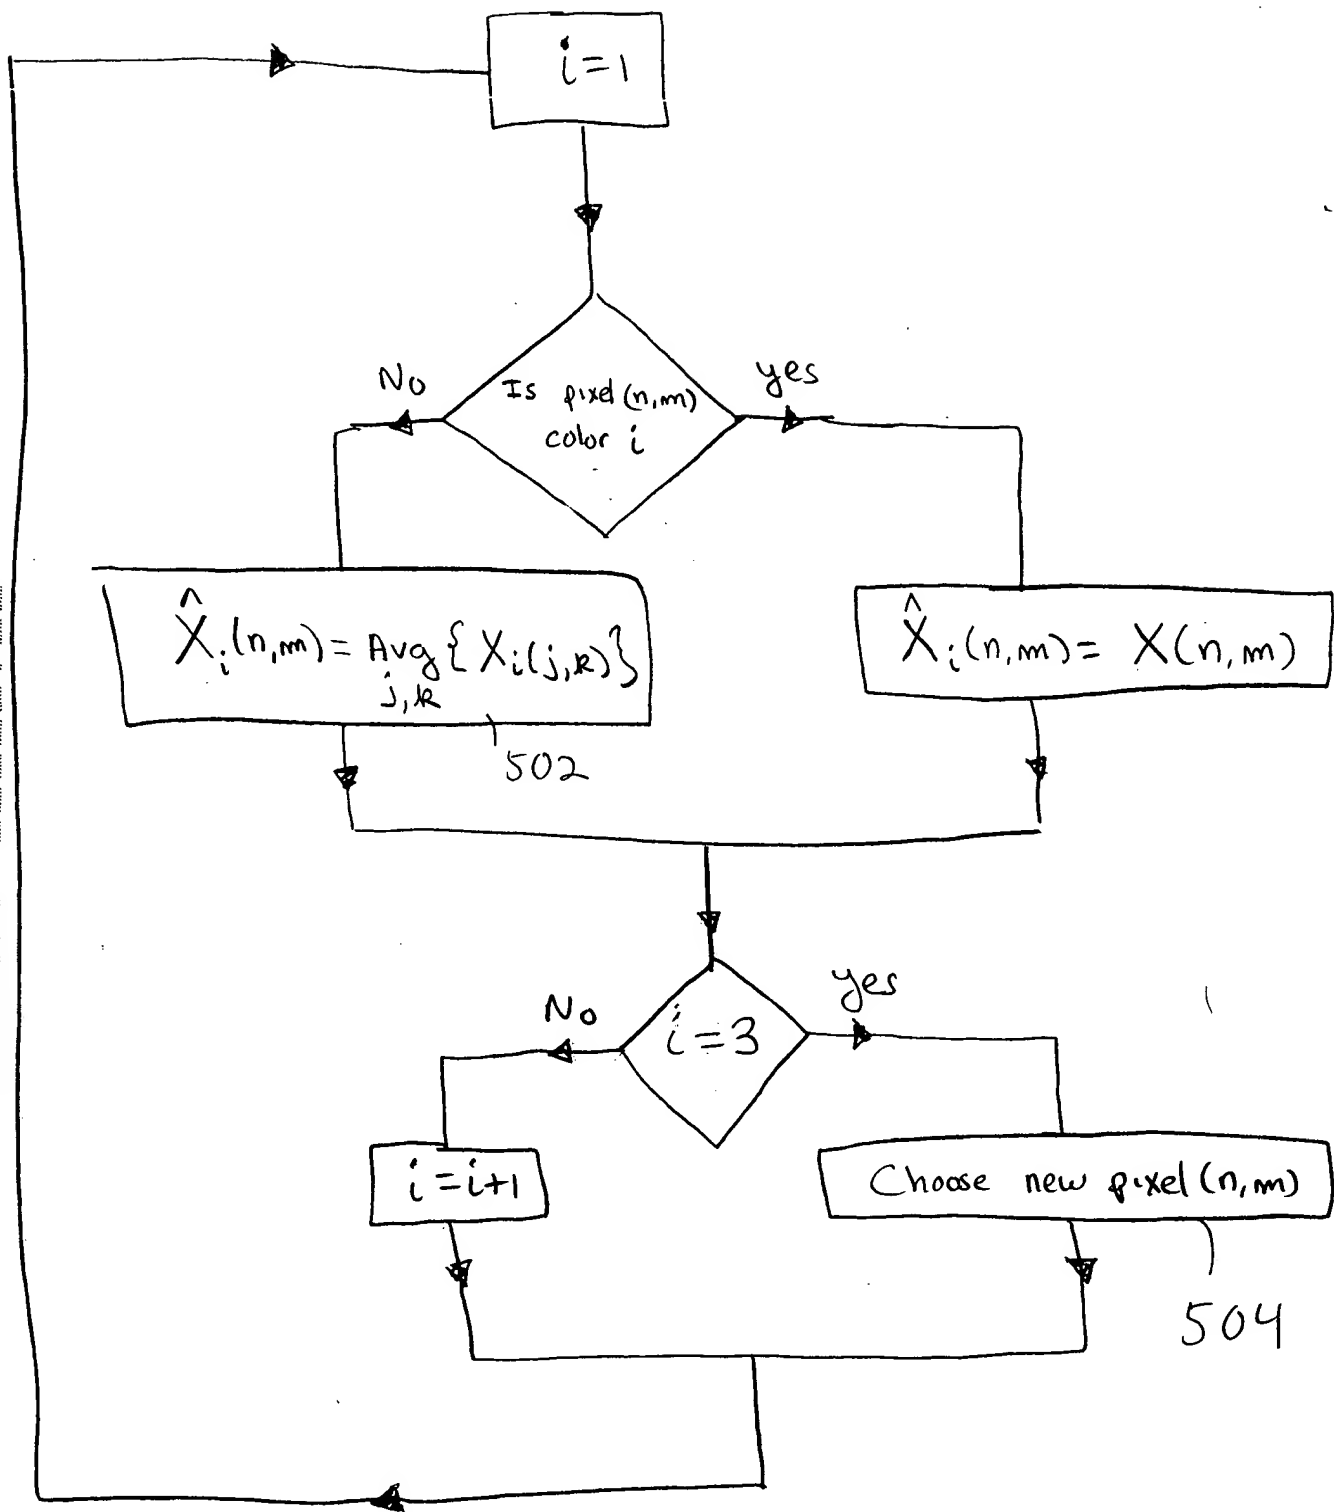 i=1
No
yes
Is pixel (n,m)
color i
X̂ᵢ(n,m) = Avg { Xᵢ(j,k) }
j,k
X̂ᵢ(n,m) = X(n,m)
502
No
yes
i=3
i=i+1
Choose new pixel (n,m)
504